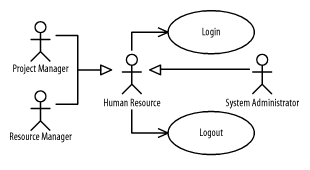 Login
Project Manager
Human Resource
System Administrator
Resource Manager
Logout